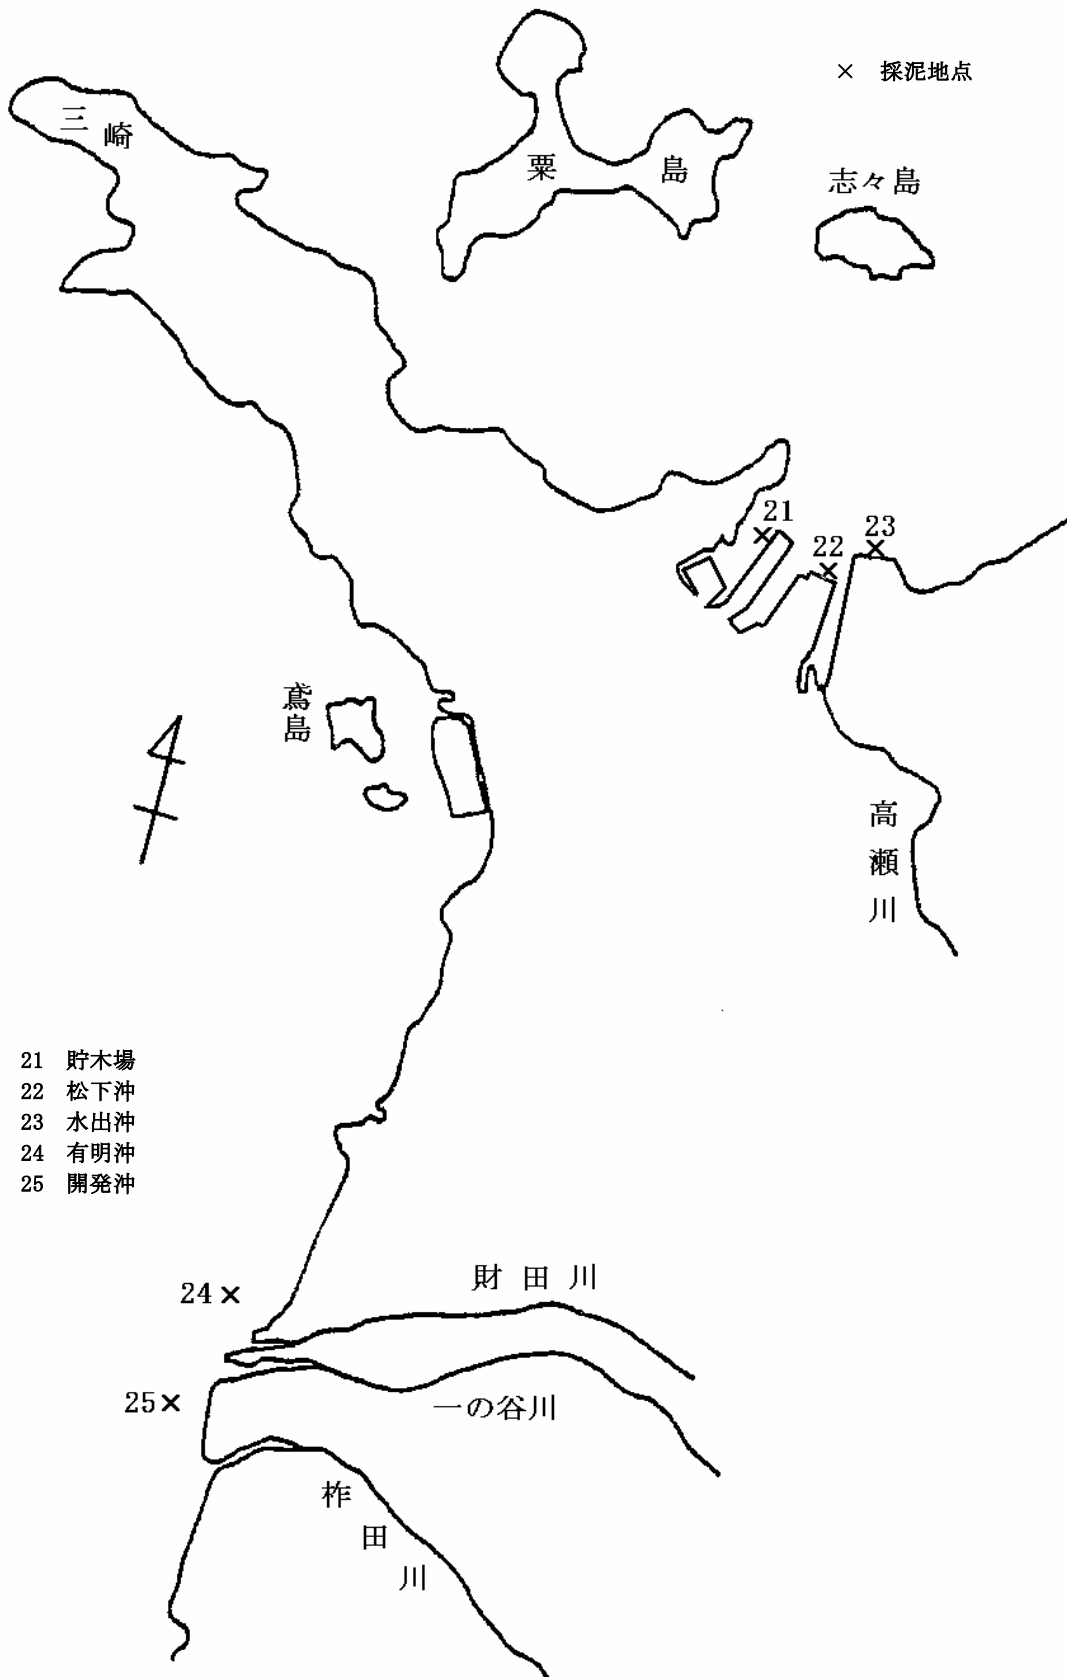 × 採泥地点
三崎
粟島
志々島
21
22
23
鳶島
高瀬川
21 貯木場
22 松下沖
23 水出沖
24 有明沖
25 開発沖
24×
財田川
25×
一の谷川
柞田川